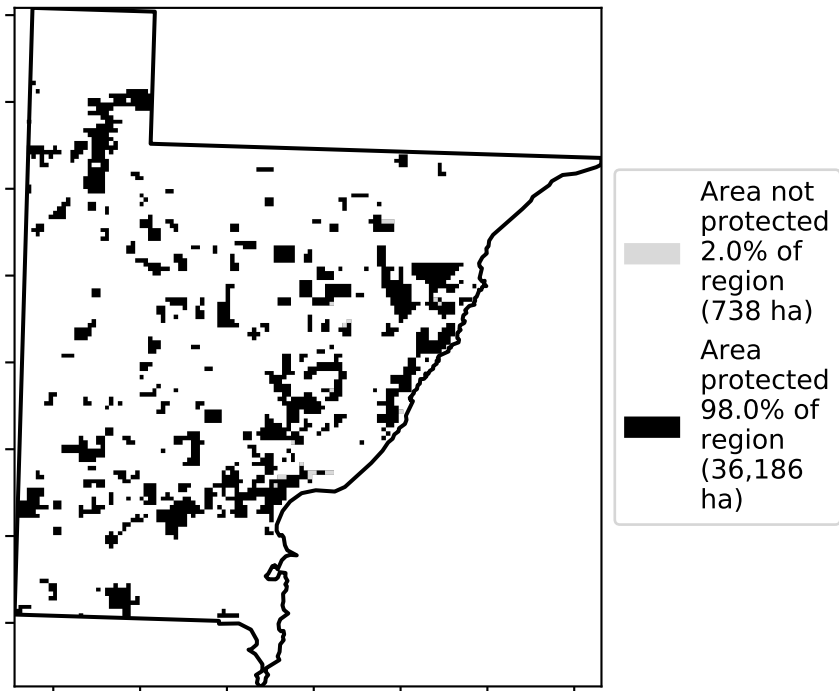 Area not
protected
2.0% of
region
(738 ha)
Area
protected
98.0% of
region
(36,186
ha)